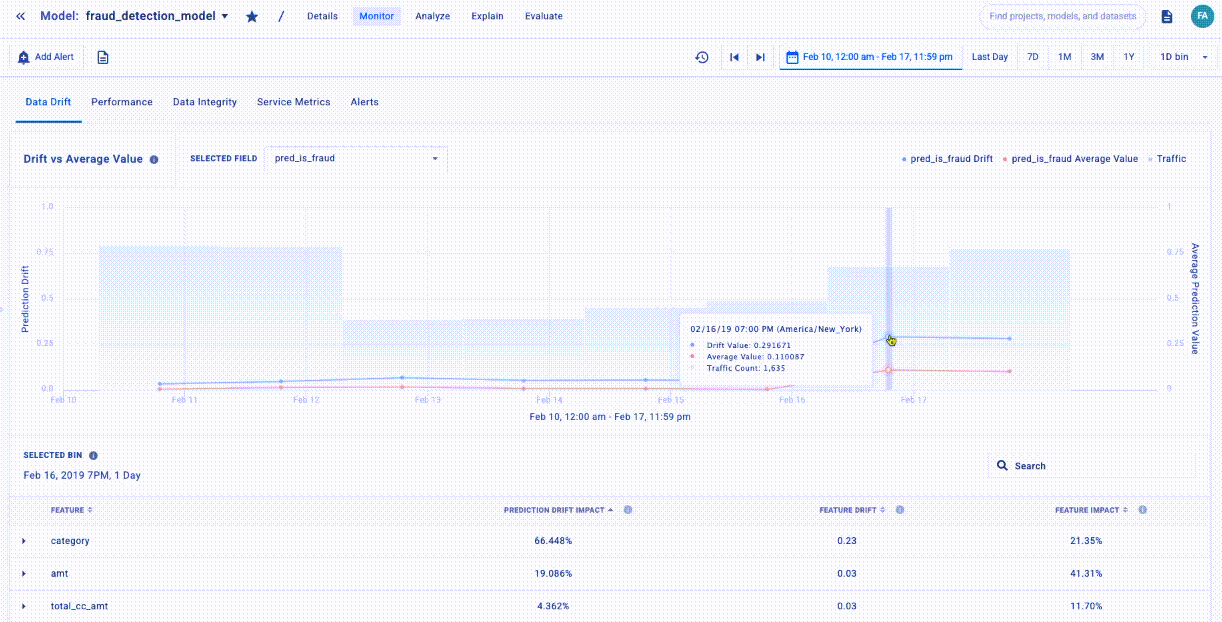 Model: fraud_detection_model / Details Monitor Analyze Explain Evaluate Find projects, models, and datasets FA
Add Alert Feb 10, 12:00 am - Feb 17, 11:59 pm Last Day 7D 1M 3M 1Y 1D bin
Data Drift Performance Data Integrity Service Metrics Alerts
Drift vs Average Value SELECTED FIELD pred_is_fraud pred_is_fraud Drift pred_is_fraud Average Value Traffic
Prediction Drift
1.0
0.75
0.5
0.25
0.0
1
0.75
0.5
0.25
0
Average Prediction Value
02/16/19 07:00 PM (America/New_York)
Drift Value: 0.291671
Average Value: 0.110087
Traffic Count: 1,635
Feb 10 Feb 11 Feb 12 Feb 13 Feb 14 Feb 15 Feb 16 Feb 17
Feb 10, 12:00 am - Feb 17, 11:59 pm
SELECTED BIN
Feb 16, 2019 7PM, 1 Day
Search
FEATURE PREDICTION DRIFT IMPACT FEATURE DRIFT FEATURE IMPACT
category 66.448% 0.23 21.35%
amt 19.086% 0.03 41.31%
total_cc_amt 4.362% 0.03 11.70%